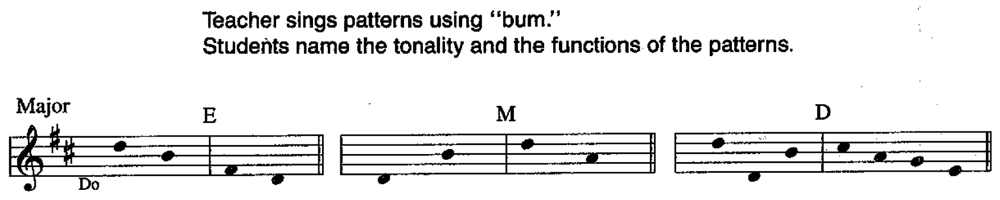 Teacher sings patterns using “bum.”
Students name the tonality and the functions of the patterns.
Major E M D
Do